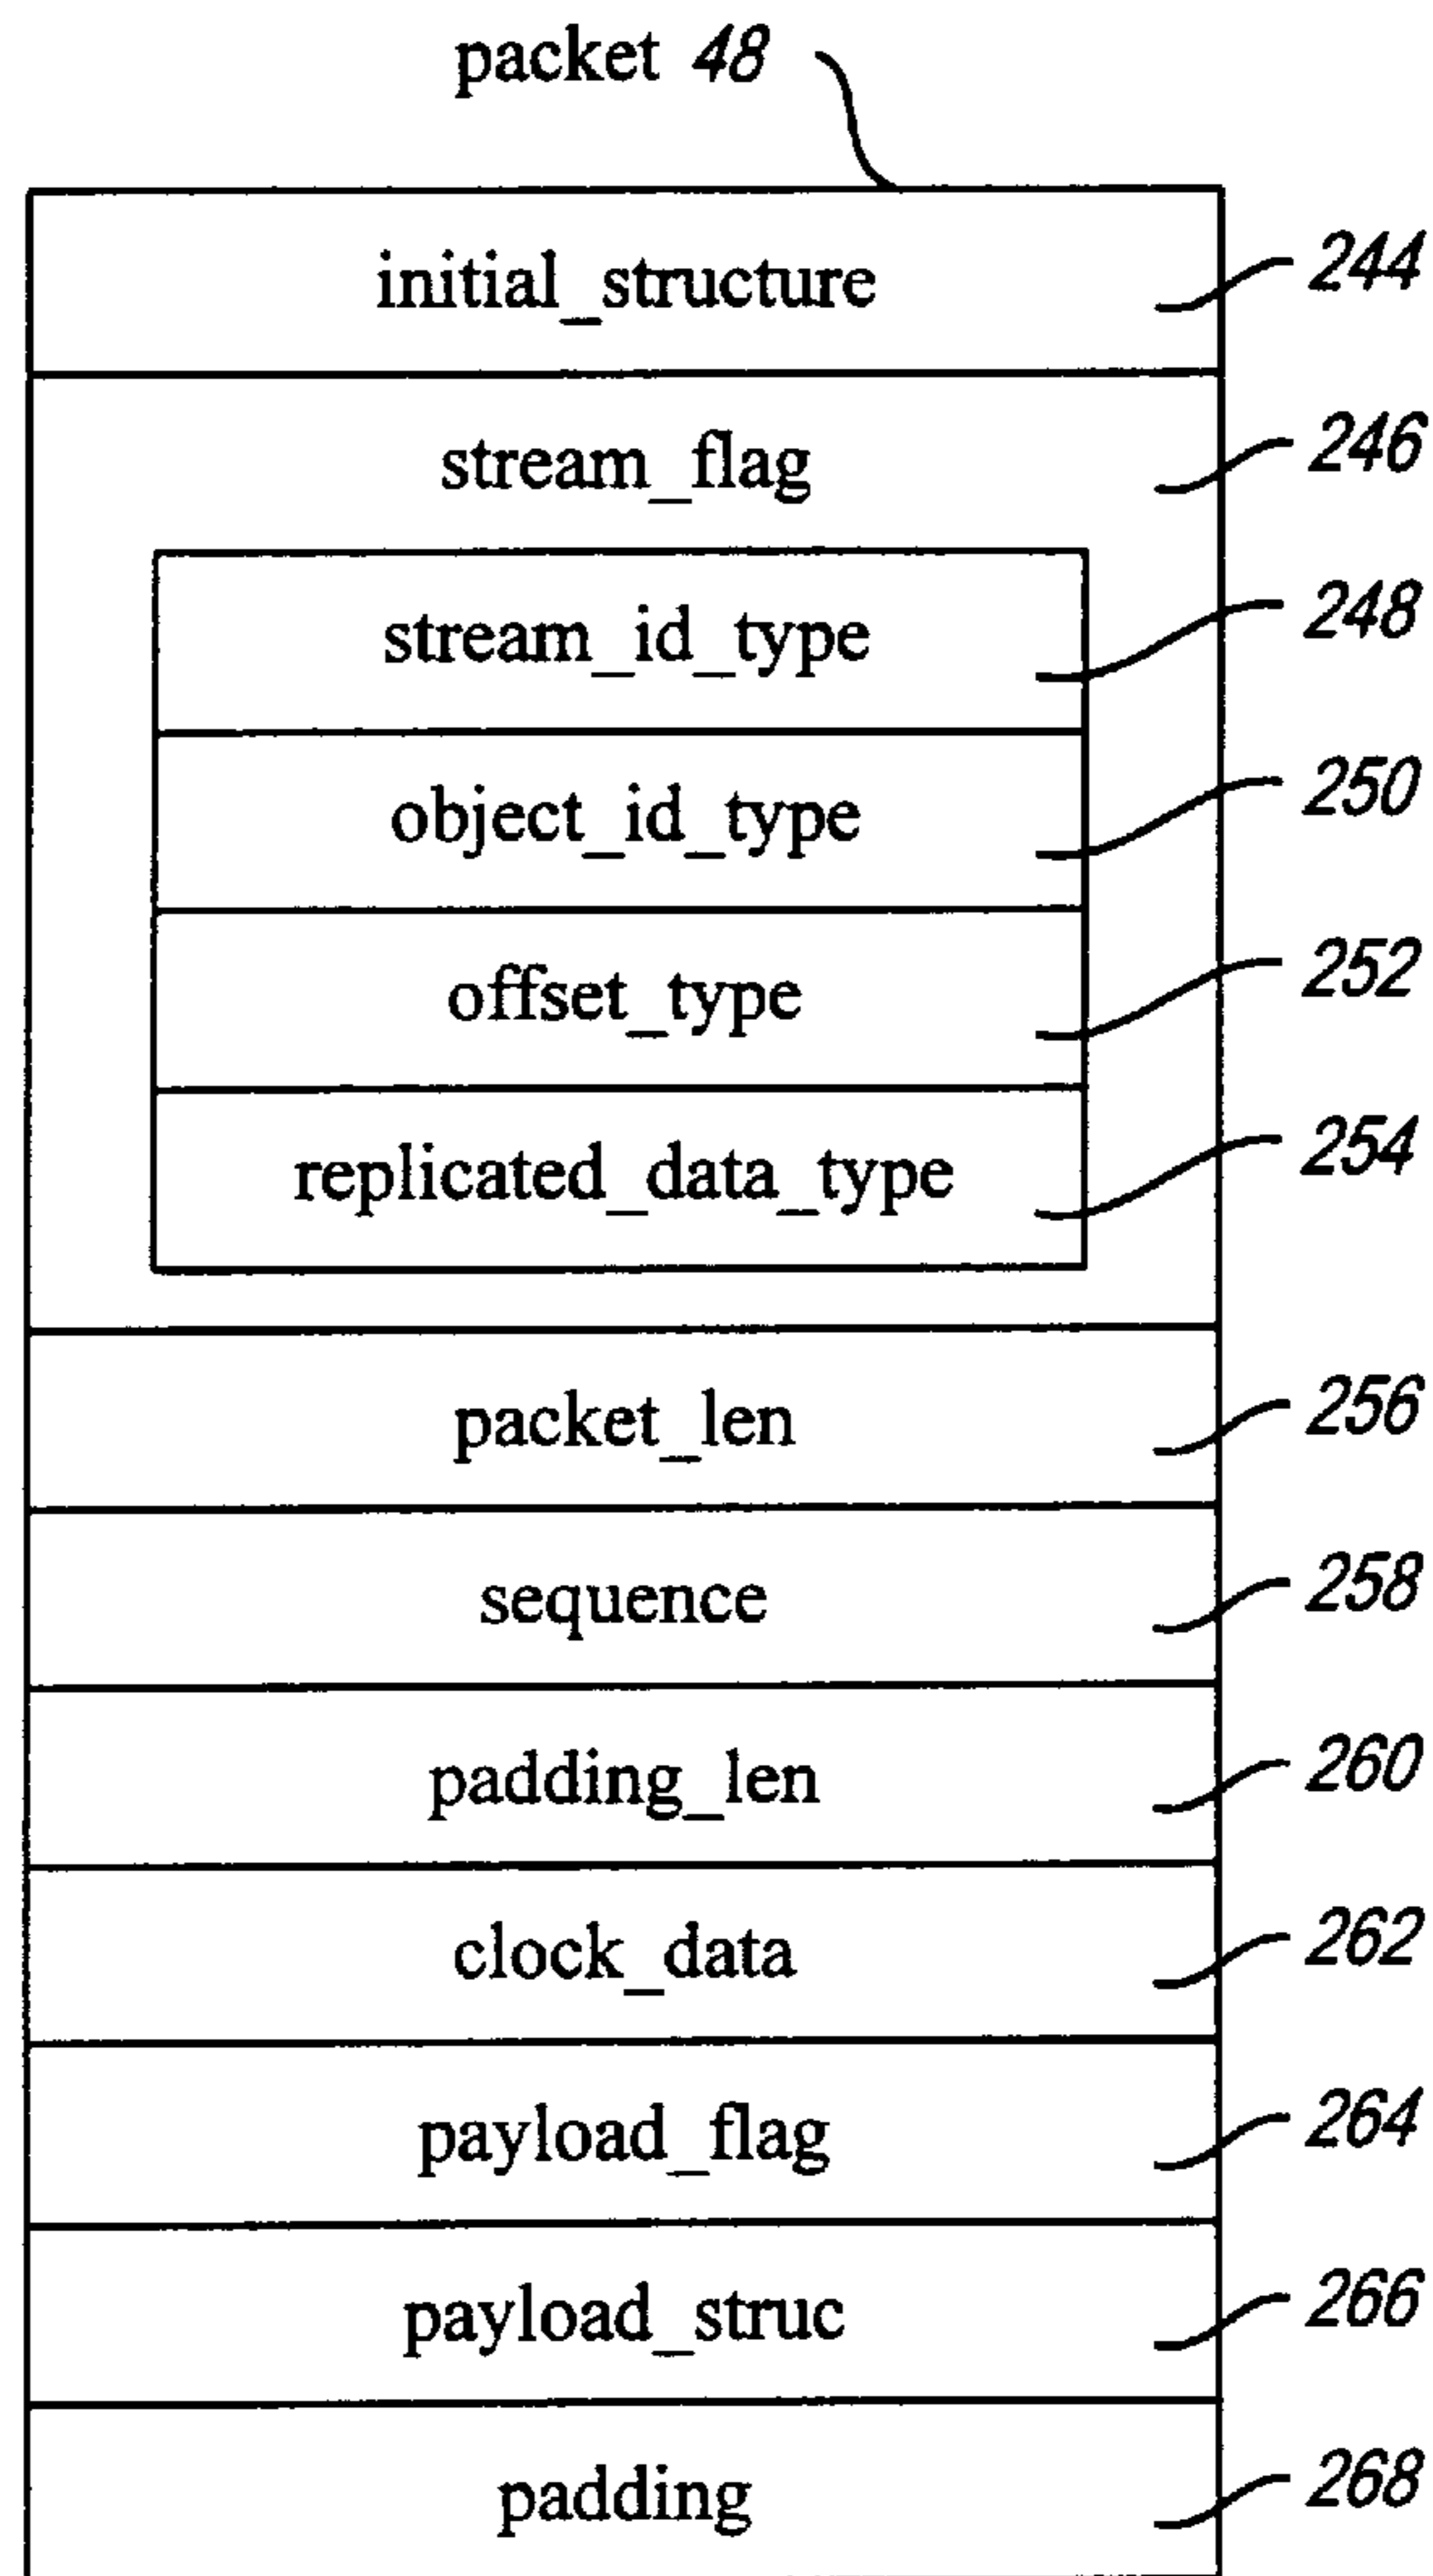 packet 48
initial_structure 244
stream_flag 246
stream_id_type 248
object_id_type 250
offset_type 252
replicated_data_type 254
packet_len 256
sequence 258
padding_len 260
clock_data 262
payload_flag 264
payload_struc 266
padding 268